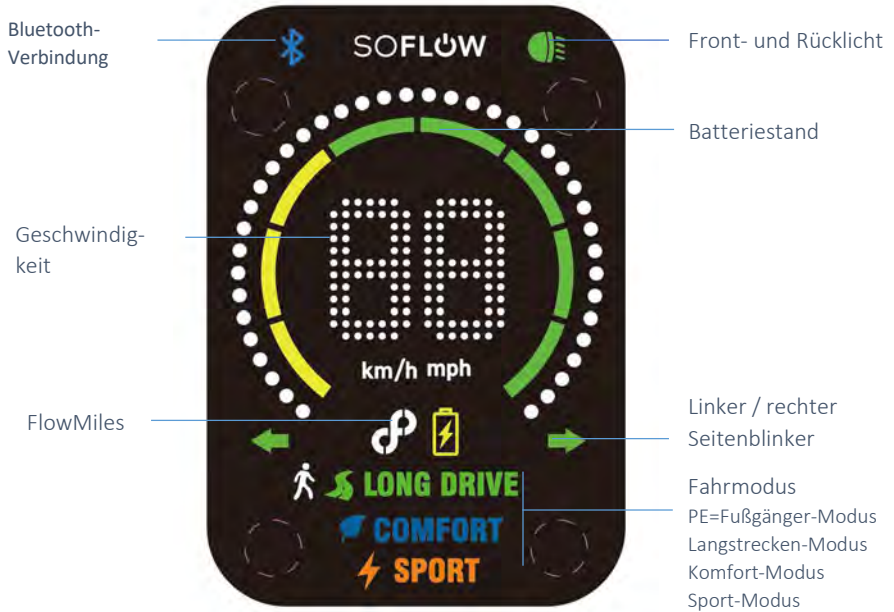 Bluetooth-
Verbindung
SOFLOW
Front- und Rücklicht
Batteriestand
Geschwindig-
keit
88
km/h mph
FlowMiles
Linker / rechter
Seitenblinker
LONG DRIVE
COMFORT
SPORT
Fahrmodus
PE=Fußgänger-Modus
Langstrecken-Modus
Komfort-Modus
Sport-Modus